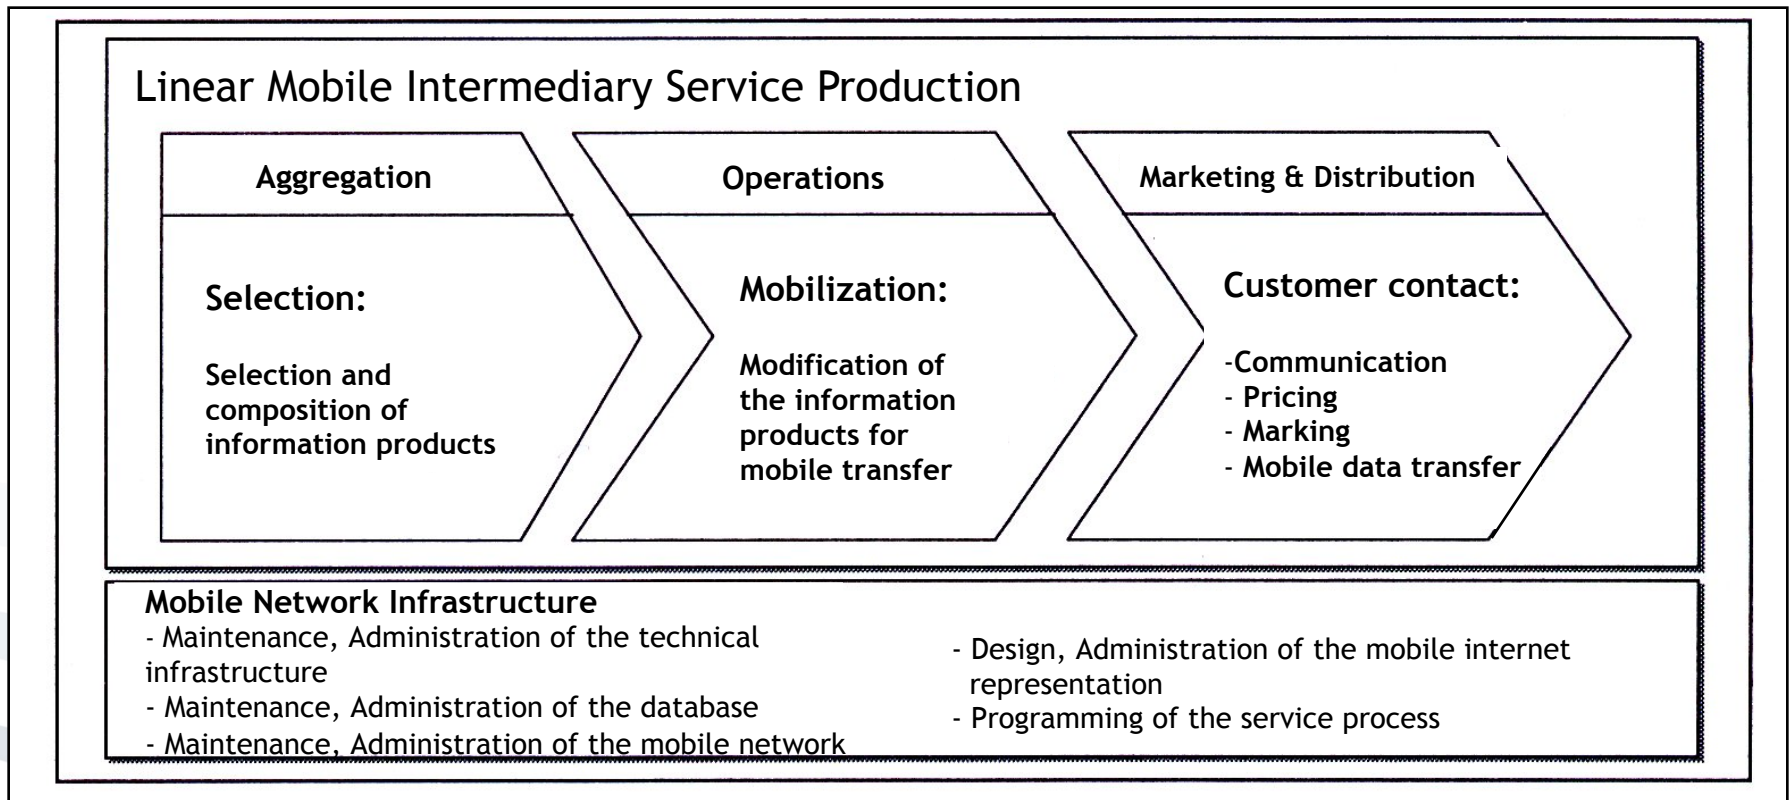 Linear Mobile Intermediary Service Production
Aggregation
Selection:
Selection and
composition of
information products
Operations
Mobilization:
Modification of
the information
products for
mobile transfer
Marketing & Distribution
Customer contact:
-Communication
- Pricing
- Marking
- Mobile data transfer
Mobile Network Infrastructure
- Maintenance, Administration of the technical
infrastructure
- Maintenance, Administration of the database
- Maintenance, Administration of the mobile network
- Design, Administration of the mobile internet
representation
- Programming of the service process